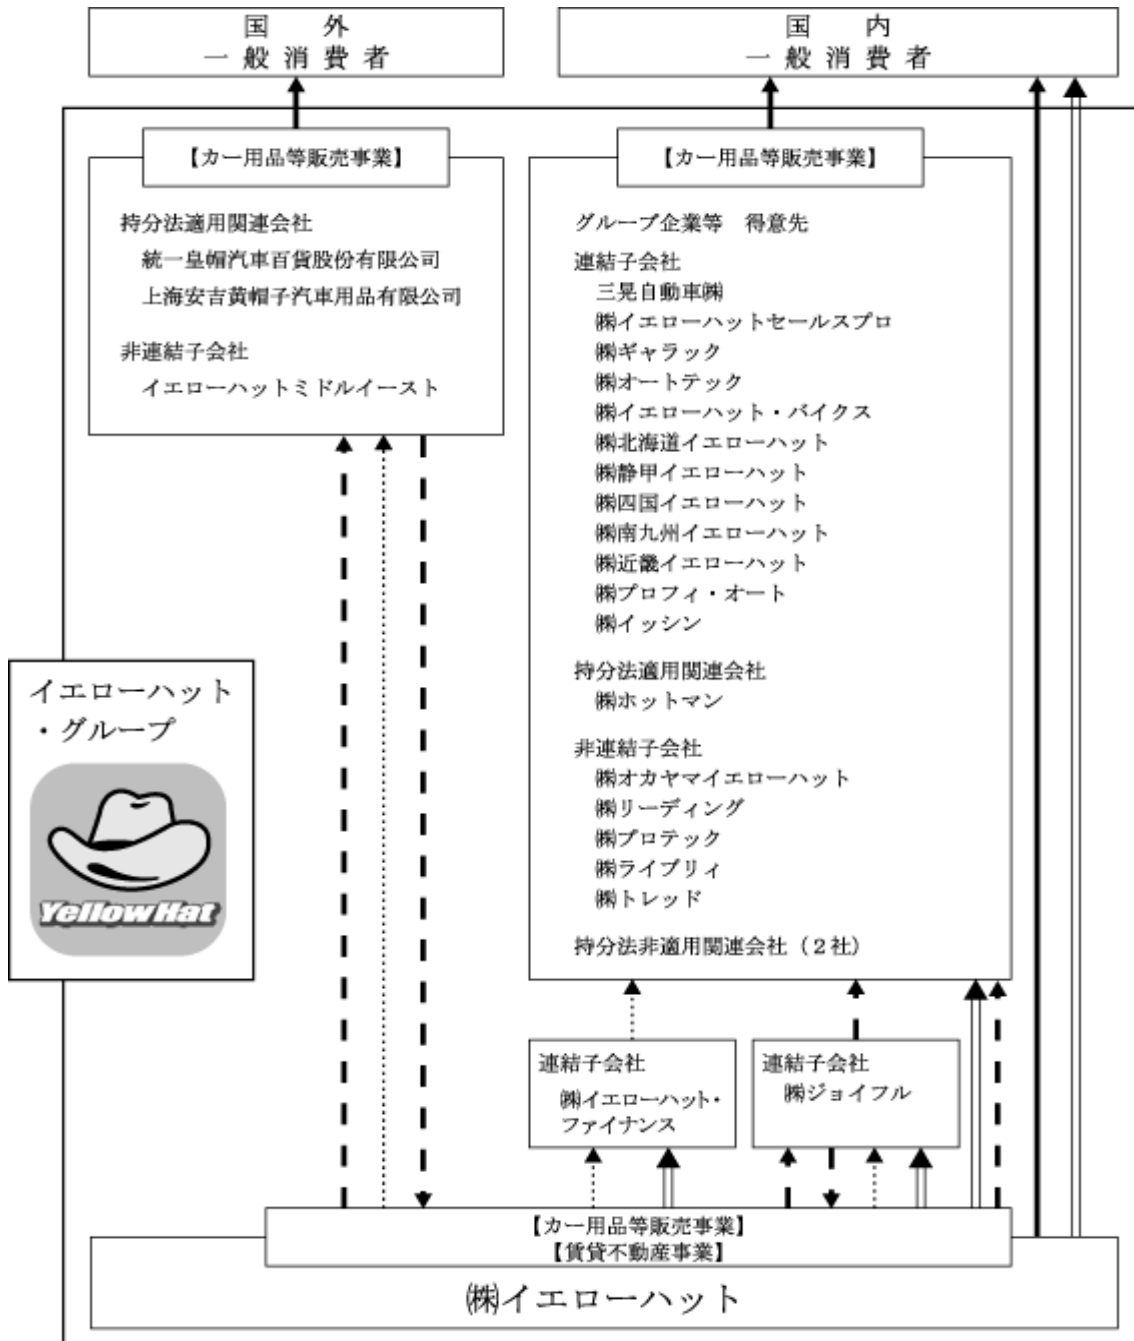 国外
一般消費者
国内
一般消費者
【カー用品等販売事業】
持分法適用関連会社
統一皇帽汽車百貨股份有限公司
上海安吉黄帽子汽車用品有限公司
非連結子会社
イエローハットミドルイースト
【カー用品等販売事業】
グループ企業等　得意先
連結子会社
三晃自動車㈱
㈱イエローハットセールスプロ
㈱ギャラック
㈱オートテック
㈱イエローハット・バイクス
㈱北海道イエローハット
㈱静甲イエローハット
㈱四国イエローハット
㈱南九州イエローハット
㈱近畿イエローハット
㈱プロフィ・オート
㈱イッシン
持分法適用関連会社
㈱ホットマン
非連結子会社
㈱オカヤマイエローハット
㈱リーディング
㈱プロテック
㈱ライブリィ
㈱トレッド
持分法非適用関連会社（２社）
イエローハット
・グループ
YellowHat
連結子会社
㈱イエローハット・
ファイナンス
連結子会社
㈱ジョイフル
【カー用品等販売事業】
【賃貸不動産事業】
㈱イエローハット